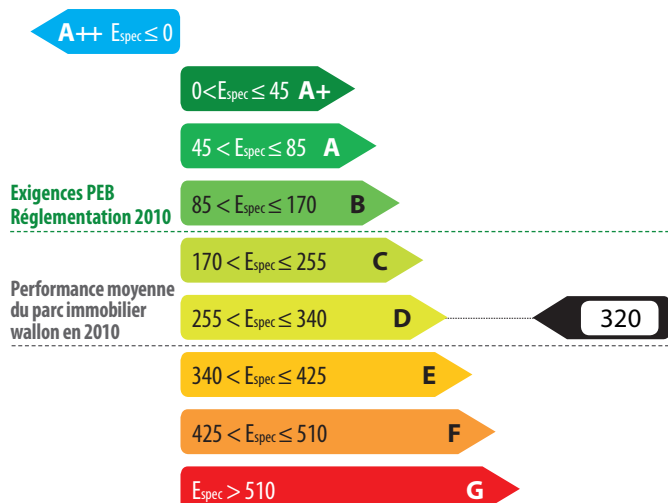 A++ Espec ≤ 0
0 < Espec ≤ 45 A+
45 < Espec ≤ 85 A
Exigences PEB
Réglementation 2010
85 < Espec ≤ 170 B
170 < Espec ≤ 255 C
Performance moyenne
du parc immobilier
wallon en 2010
255 < Espec ≤ 340 D
320
340 < Espec ≤ 425 E
425 < Espec ≤ 510 F
Espec > 510 G